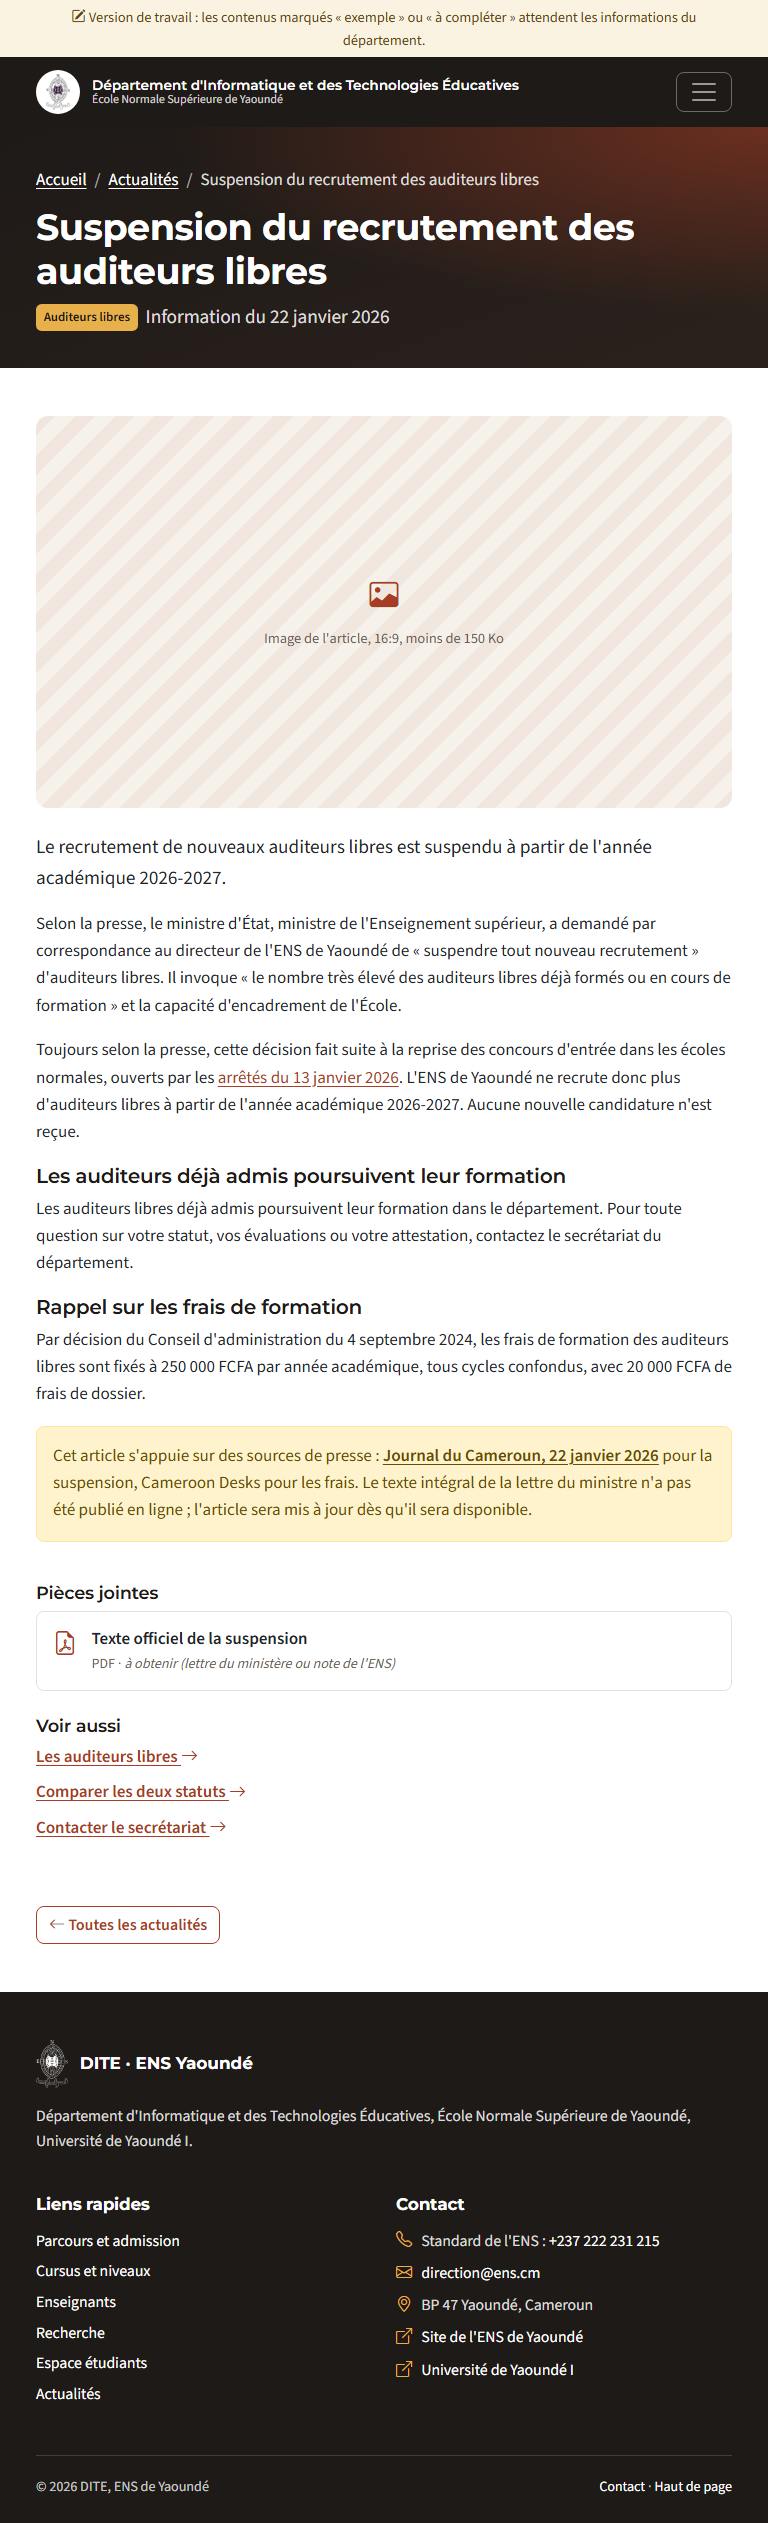 Version de travail : les contenus marqués « exemple » ou « à compléter » attendent les informations du
département.
Département d'Informatique et des Technologies Éducatives
École Normale Supérieure de Yaoundé
Accueil / Actualités / Suspension du recrutement des auditeurs libres
Suspension du recrutement des
auditeurs libres
Auditeurs libres Information du 22 janvier 2026
Image de l'article, 16:9, moins de 150 Ko
Le recrutement de nouveaux auditeurs libres est suspendu à partir de l'année
académique 2026-2027.
Selon la presse, le ministre d'État, ministre de l'Enseignement supérieur, a demandé par
correspondance au directeur de l'ENS de Yaoundé de « suspendre tout nouveau recrutement »
d'auditeurs libres. Il invoque « le nombre très élevé des auditeurs libres déjà formés ou en cours de
formation » et la capacité d'encadrement de l'École.
Toujours selon la presse, cette décision fait suite à la reprise des concours d'entrée dans les écoles
normales, ouverts par les arrêtés du 13 janvier 2026. L'ENS de Yaoundé ne recrute donc plus
d'auditeurs libres à partir de l'année académique 2026-2027. Aucune nouvelle candidature n'est
reçue.
Les auditeurs déjà admis poursuivent leur formation
Les auditeurs libres déjà admis poursuivent leur formation dans le département. Pour toute
question sur votre statut, vos évaluations ou votre attestation, contactez le secrétariat du
département.
Rappel sur les frais de formation
Par décision du Conseil d'administration du 4 septembre 2024, les frais de formation des auditeurs
libres sont fixés à 250 000 FCFA par année académique, tous cycles confondus, avec 20 000 FCFA de
frais de dossier.
Cet article s'appuie sur des sources de presse : Journal du Cameroun, 22 janvier 2026 pour la
suspension, Cameroon Desks pour les frais. Le texte intégral de la lettre du ministre n'a pas
été publié en ligne ; l'article sera mis à jour dès qu'il sera disponible.
Pièces jointes
Texte officiel de la suspension
PDF · à obtenir (lettre du ministère ou note de l'ENS)
Voir aussi
Les auditeurs libres →
Comparer les deux statuts →
Contacter le secrétariat →
← Toutes les actualités
DITE · ENS Yaoundé
Département d'Informatique et des Technologies Éducatives, École Normale Supérieure de Yaoundé,
Université de Yaoundé I.
Liens rapides
Parcours et admission
Cursus et niveaux
Enseignants
Recherche
Espace étudiants
Actualités
Contact
Standard de l'ENS : +237 222 231 215
direction@ens.cm
BP 47 Yaoundé, Cameroun
Site de l'ENS de Yaoundé
Université de Yaoundé I
© 2026 DITE, ENS de Yaoundé
Contact · Haut de page